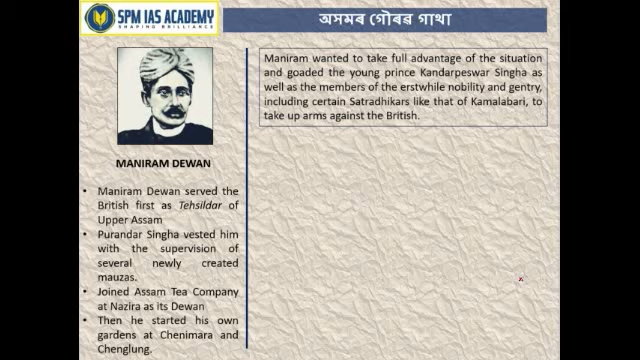 SPM IAS ACADEMY
SHAPING BRILLIANCE
অসমৰ গৌৰৱ গাথা
MANIRAM DEWAN
• Maniram Dewan served the
British first as Tehsildar of
Upper Assam
• Purandar Singha vested him
with the supervision of
several newly created
mauzas.
• Joined Assam Tea Company
at Nazira as its Dewan
• Then he started his own
gardens at Chenimara and
Chenglung.
Maniram wanted to take full advantage of the situation
and goaded the young prince Kandarpeswar Singha as
well as the members of the erstwhile nobility and gentry,
including certain Satradhikars like that of Kamalabari, to
take up arms against the British.